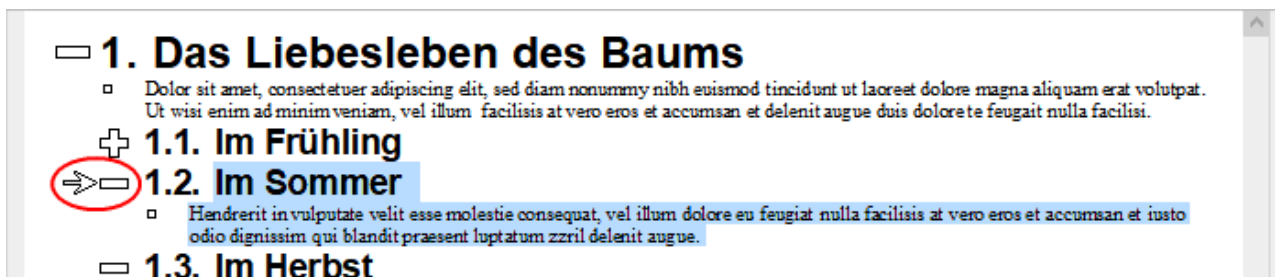 1. Das Liebesleben des Baums
Dolor sit amet, consectetuer adipiscing elit, sed diam nonummy nibh euismod tincidunt ut laoreet dolore magna aliquam erat volutpat.
Ut wisi enim ad minim veniam, vel illum facilisis at vero eros et accumsan et delenit augue duis dolore te feugait nulla facilisi.
1.1. Im Frühling
1.2. Im Sommer
Hendrerit in vulputate velit esse molestie consequat, vel illum dolore eu feugiat nulla facilisis at vero eros et accumsan et iusto
odio dignissim qui blandit praesent luptatum zzril delenit augue.
1.3. Im Herbst